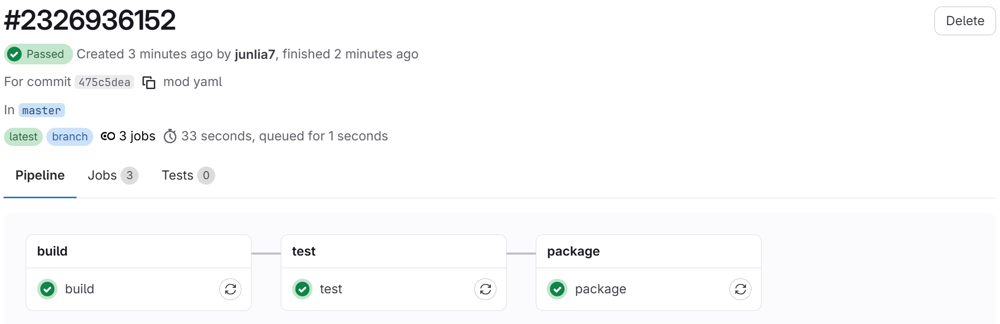 #2326936152
Delete
Passed Created 3 minutes ago by junlia7, finished 2 minutes ago
For commit 475c5dea mod yaml
In master
latest branch 3 jobs 33 seconds, queued for 1 seconds
Pipeline Jobs 3 Tests 0
build test package
build test package